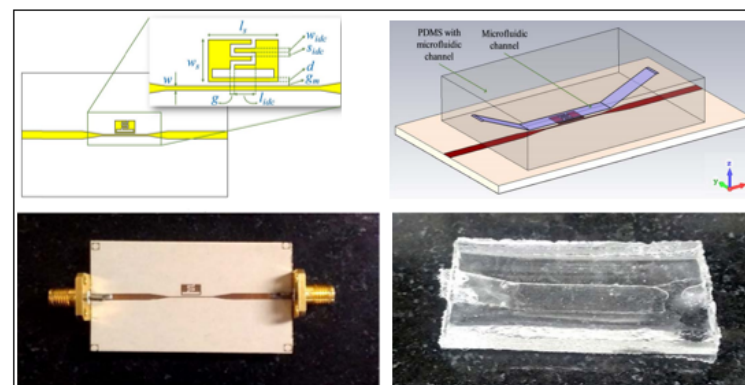 l_s
w_s
w_idc
s_idc
w
d
g_m
g
l_idc
PDMS with
microfluidic
channel
Microfluidic
channel
z
y